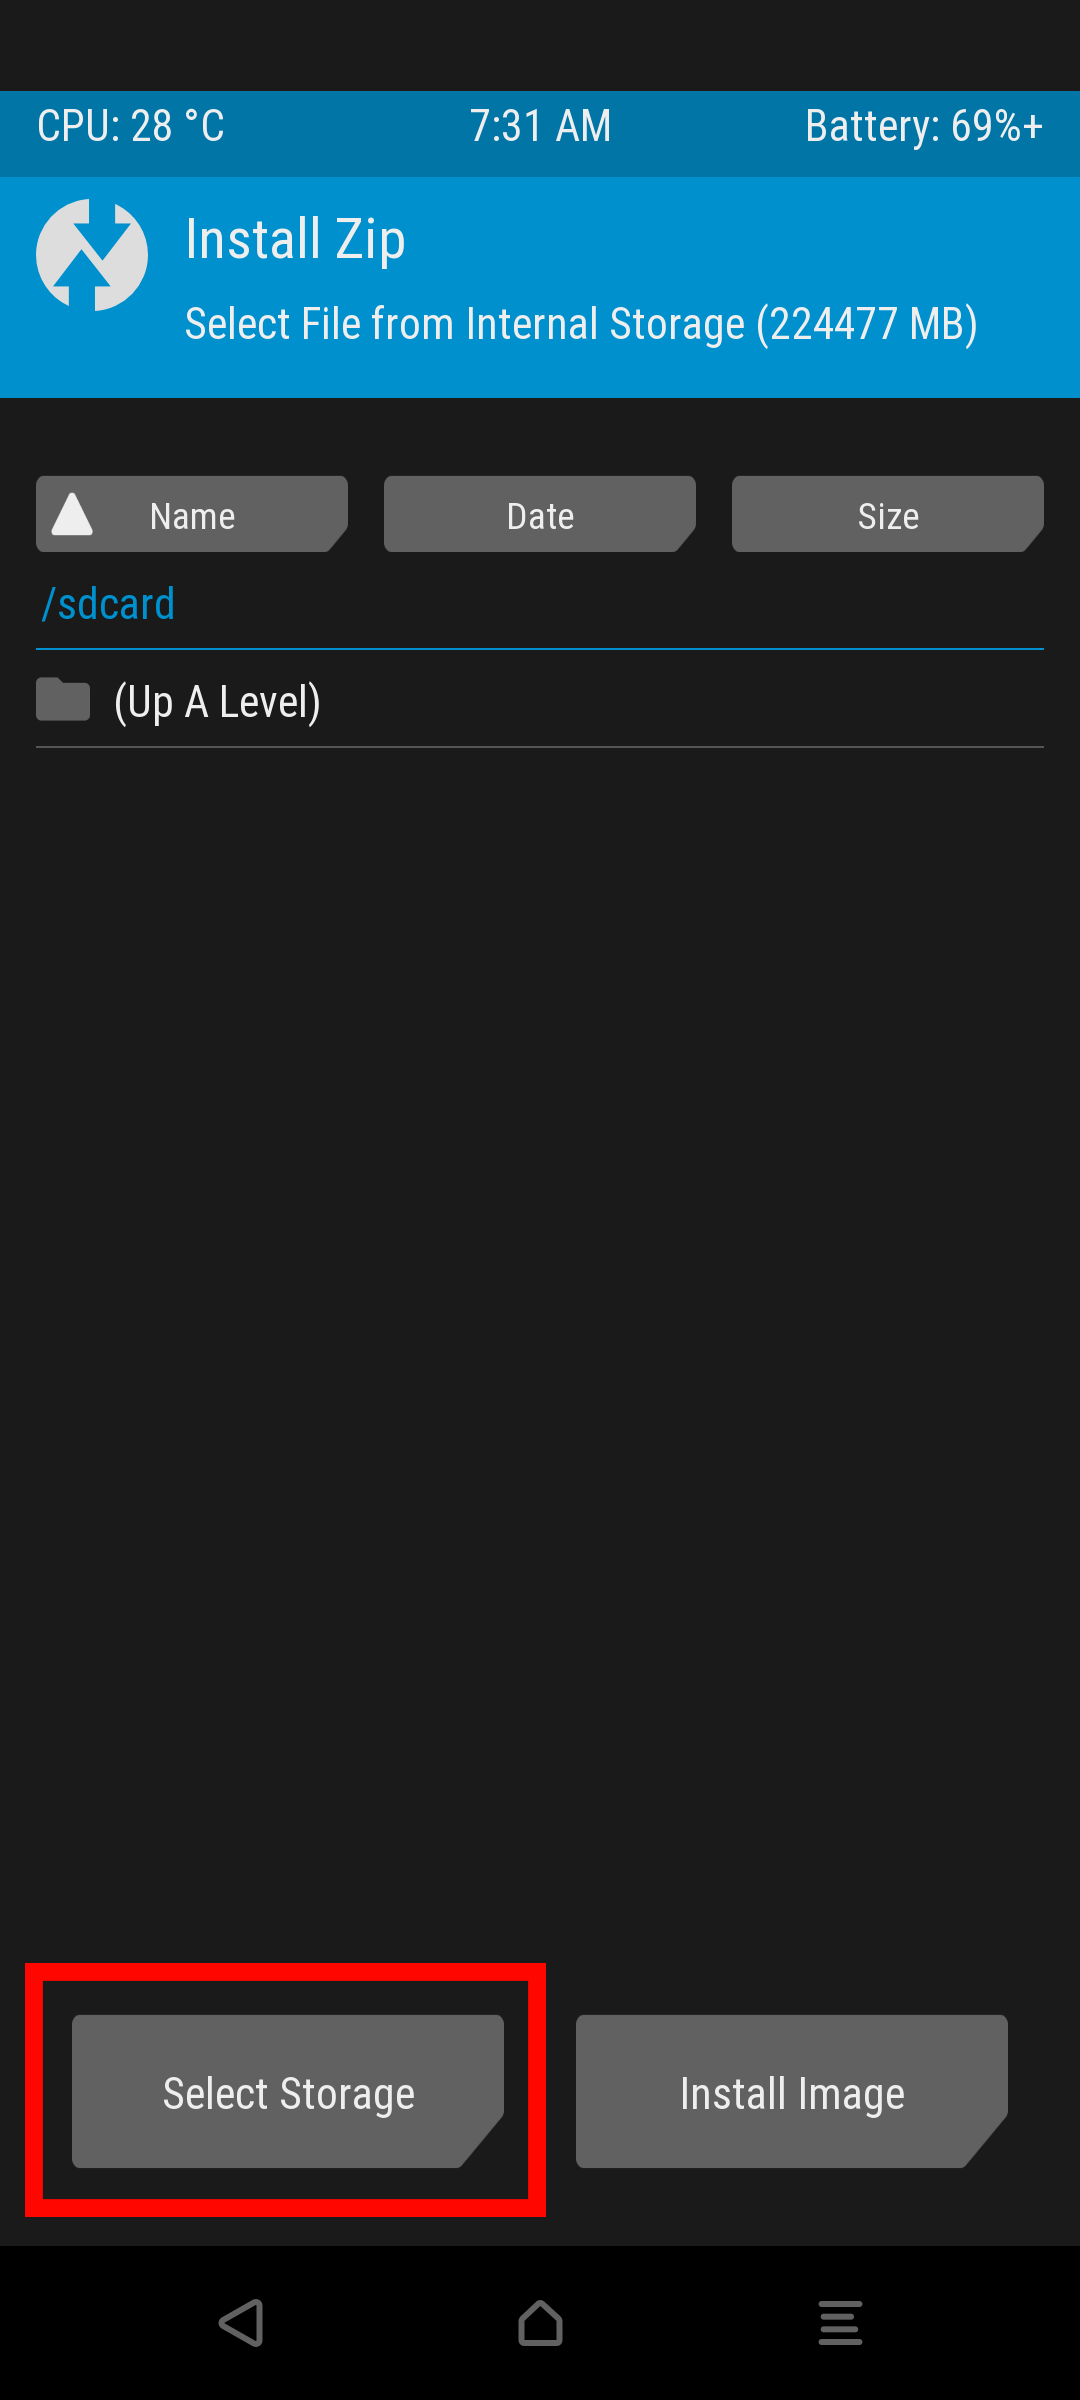 CPU: 28 °C 7:31 AM Battery: 69%+
Install Zip
Select File from Internal Storage (224477 MB)
Name Date Size
/sdcard
(Up A Level)
Select Storage Install Image